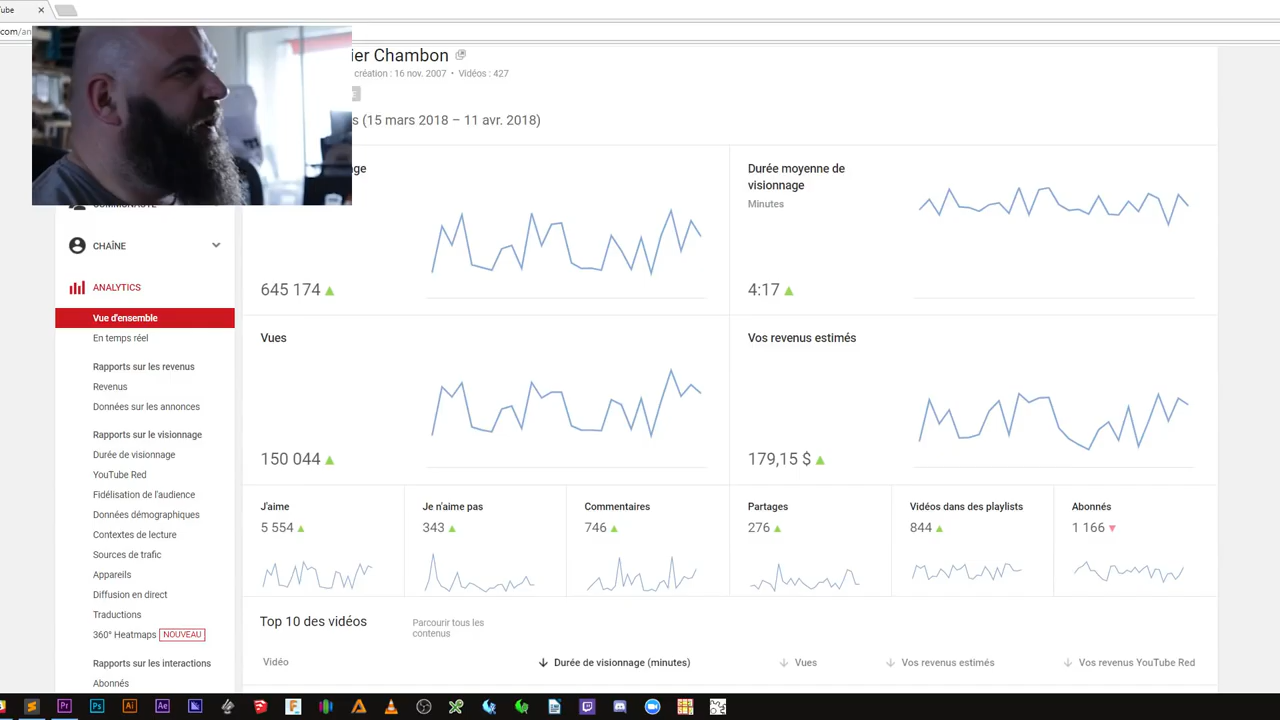 ube
com/an
ier Chambon
création : 16 nov. 2007 • Vidéos : 427
s (15 mars 2018 – 11 avr. 2018)
age
645 174
Durée moyenne de
visionnage
Minutes
4:17
CHAÎNE
ANALYTICS
Vue d'ensemble
En temps réel
Rapports sur les revenus
Revenus
Données sur les annonces
Rapports sur le visionnage
Durée de visionnage
YouTube Red
Fidélisation de l'audience
Données démographiques
Contextes de lecture
Sources de trafic
Appareils
Diffusion en direct
Traductions
360° Heatmaps NOUVEAU
Rapports sur les interactions
Abonnés
Vues
150 044
Vos revenus estimés
179,15 $
J'aime
5 554
Je n'aime pas
343
Commentaires
746
Partages
276
Vidéos dans des playlists
844
Abonnés
1 166
Top 10 des vidéos
Parcourir tous les
contenus
Vidéo
Durée de visionnage (minutes)
Vues
Vos revenus estimés
Vos revenus YouTube Red